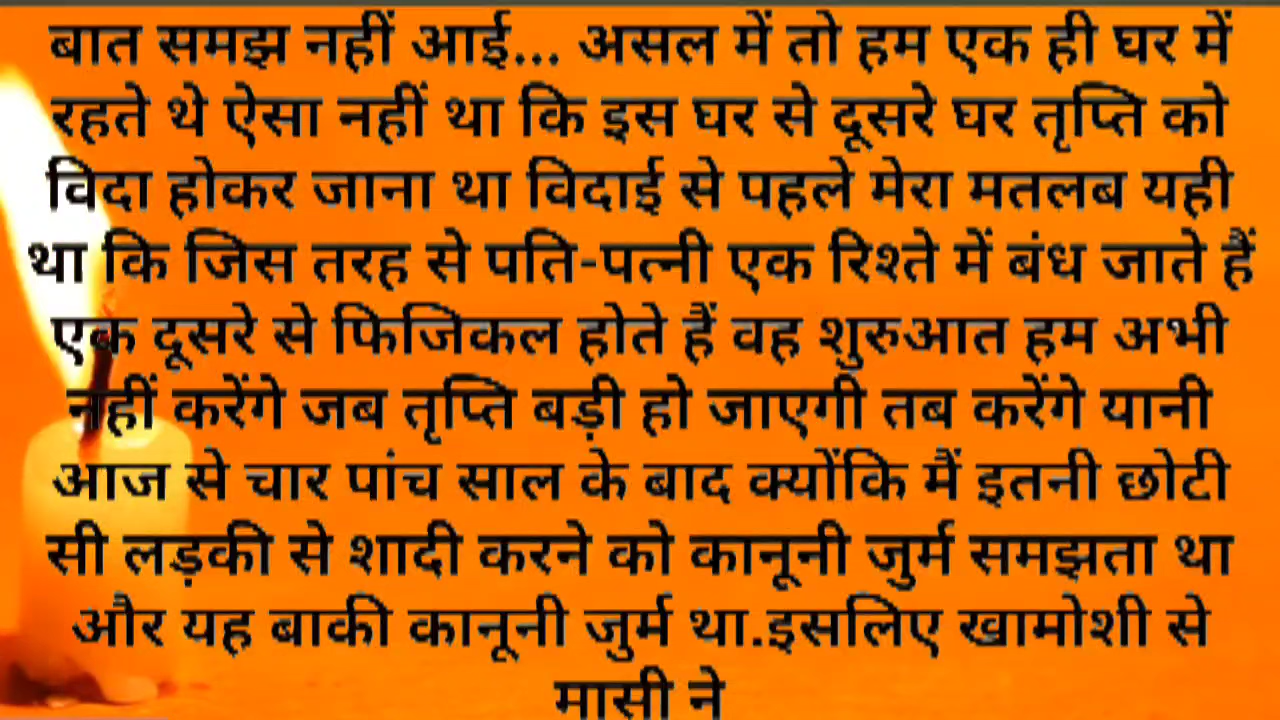 बात समझ नहीं आई... असल में तो हम एक ही घर में
रहते थे ऐसा नहीं था कि इस घर से दूसरे घर तृप्ति को
विदा होकर जाना था विदाई से पहले मेरा मतलब यही
था कि जिस तरह से पति-पत्नी एक रिश्ते में बंध जाते हैं
एक दूसरे से फिजिकल होते हैं वह शुरुआत हम अभी
नहीं करेंगे जब तृप्ति बड़ी हो जाएगी तब करेंगे यानी
आज से चार पांच साल के बाद क्योंकि मैं इतनी छोटी
सी लड़की से शादी करने को कानूनी जुर्म समझता था
और यह बाकी कानूनी जुर्म था.इसलिए खामोशी से
मासी ने